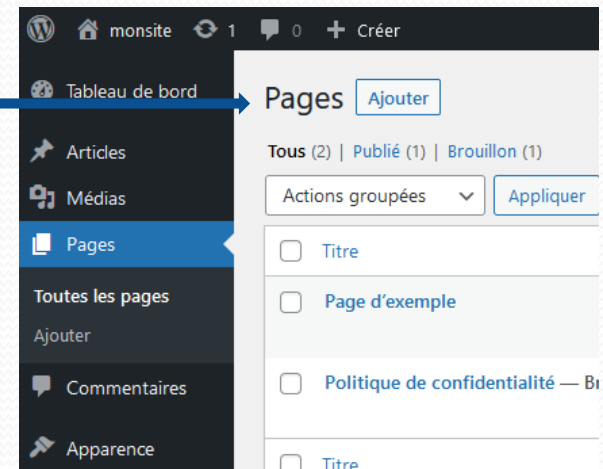 monsite 1 0 + Créer
Tableau de bord
Articles
Médias
Pages
Toutes les pages
Ajouter
Commentaires
Apparence
Pages Ajouter
Tous (2) | Publié (1) | Brouillon (1)
Actions groupées Appliquer
Titre
Page d’exemple
Politique de confidentialité —
Titre